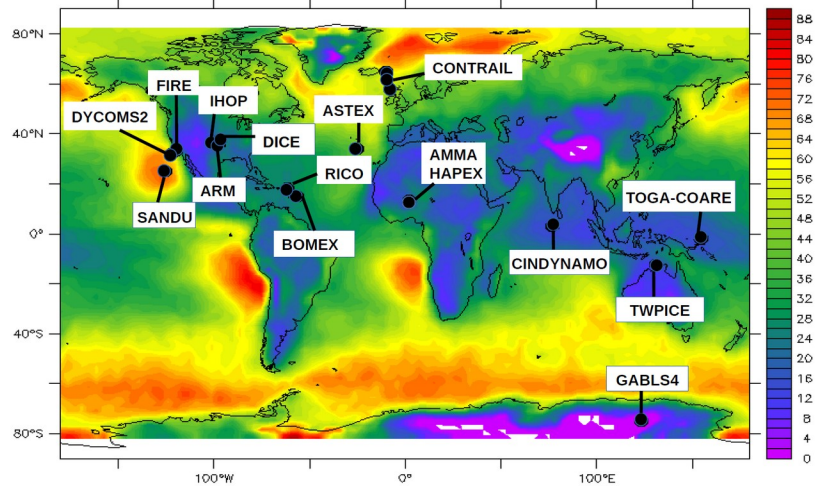 80°N
40°N
0°
40°S
80°S
100°W
0°
100°E
FIRE
IHOP
CONTRAIL
DYCOMS2
ASTEX
DICE
AMMA
HAPEX
RICO
ARM
TOGA-COARE
SANDU
BOMEX
CINDYNAMO
TWPICE
GABLS4
88
84
80
76
72
68
64
60
56
52
48
44
40
36
32
28
24
20
16
12
8
4
0